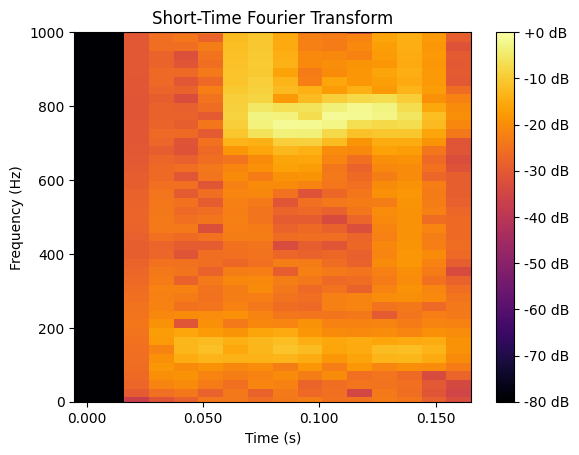 Short-Time Fourier Transform
1000
800
600
400
200
0
Frequency (Hz)
0.000
0.050
0.100
0.150
Time (s)
+0 dB
-10 dB
-20 dB
-30 dB
-40 dB
-50 dB
-60 dB
-70 dB
-80 dB